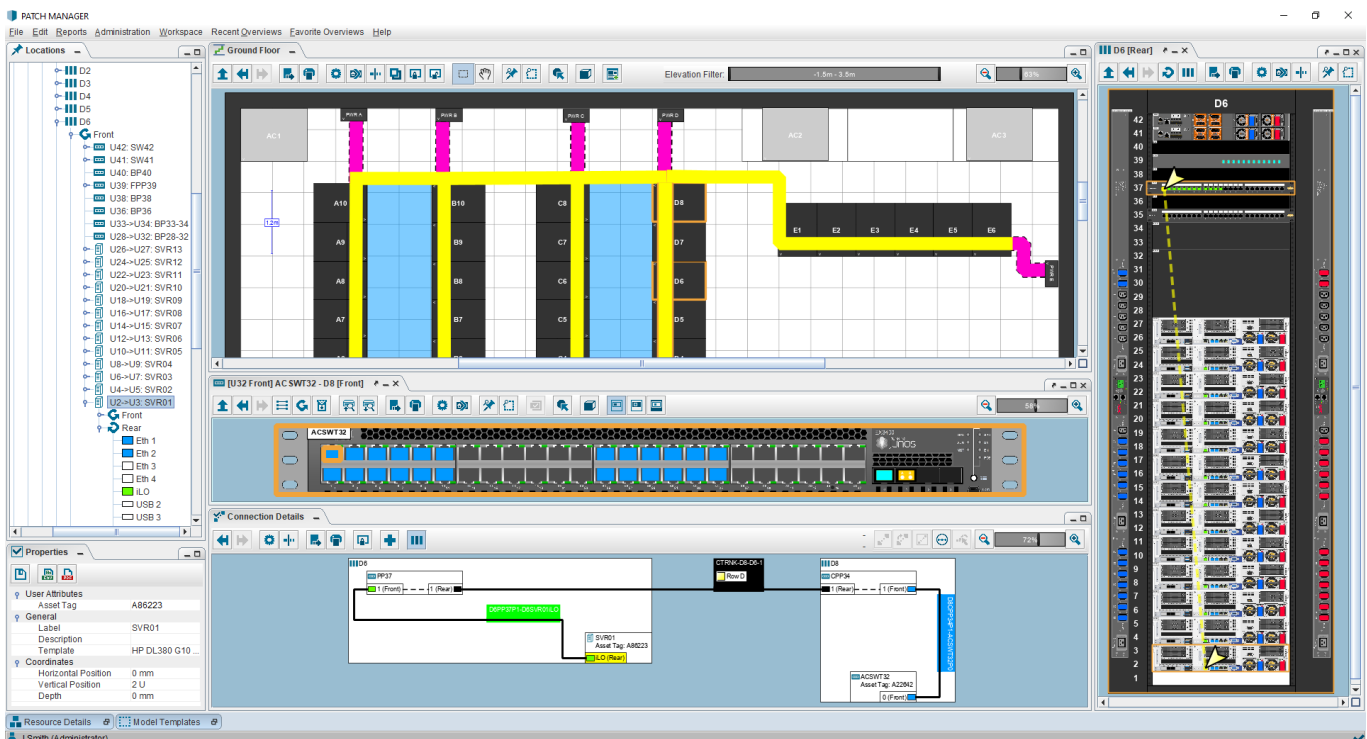 PATCH MANAGER
File Edit Reports Administration Workspace Recent Overviews Favorite Overviews Help
Locations
D2
D3
D4
D5
D6
Front
U42: SW42
U41: SW41
U40: BP40
U39: FPP39
U38: BP38
U36: BP36
U33->U34: BP33-34
U28->U32: BP28-32
U26->U27: SVR13
U24->U25: SVR12
U22->U23: SVR11
U20->U21: SVR10
U18->U19: SVR09
U16->U17: SVR08
U14->U15: SVR07
U12->U13: SVR06
U10->U11: SVR05
U8->U9: SVR04
U6->U7: SVR03
U4->U5: SVR02
U2->U3: SVR01
Front
Rear
Eth 1
Eth 2
Eth 3
Eth 4
iLO
USB 2
USB 3
Properties
User Attributes
Asset Tag A86223
General
Label SVR01
Description
Template HP DL380 G10 ...
Coordinates
Horizontal Position 0 mm
Vertical Position 2 U
Depth 0 mm
Ground Floor
Elevation Filter: -1.5m - 3.5m
83%
PWR A PWR B PWR C PWR D
AC1 AC2 AC3
A10 B10 C8 D8
1.2m
E1 E2 E3 E4 E5 E6
A9 B9 C7 D7
A8 B8 C6 D6
A7 B7 C5 D5
[U32 Front] ACSWT32 - D8 [Front]
58%
ACSWT32
Connection Details
72%
D6
PP37
1 (Front) 1 (Rear)
D6PP37P1-D6SVR01iLO
SVR01
Asset Tag: A86223
iLO (Rear)
CTRNK-D8-D6-1
Row D
D8
CPP34
1 (Rear) 1 (Front)
ACSWT32
Asset Tag: A22642
0 (Front)
D6 [Rear]
D6
42
41
40
39
38
37
36
35
34
33
32
31
30
29
28
27
26
25
24
23
22
21
20
19
18
17
16
15
14
13
12
11
10
9
8
7
6
5
4
3
2
1
Resource Details Model Templates
J Smith (Administrator)